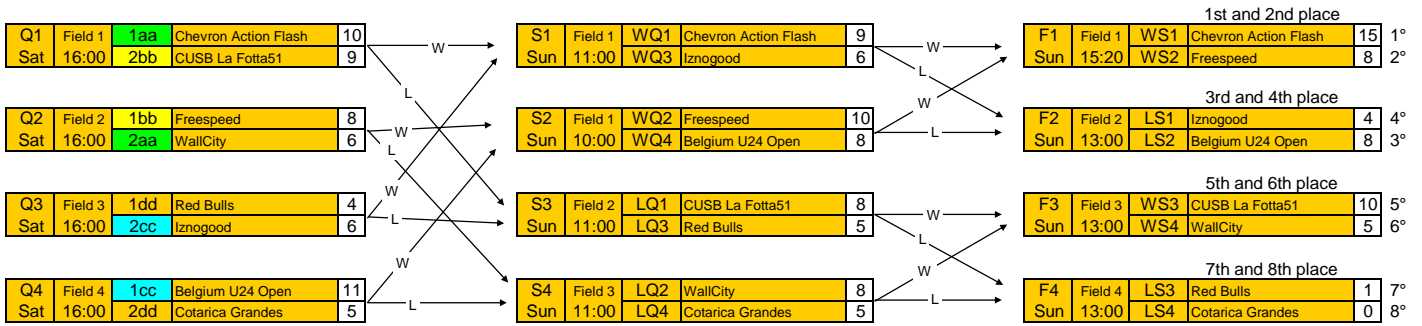 1st and 2nd place
Q1 Field 1 1aa Chevron Action Flash 10 W S1 Field 1 WQ1 Chevron Action Flash 9 W F1 Field 1 WS1 Chevron Action Flash 15 1°
Sat 16:00 2bb CUSB La Fotta51 9 Sun 11:00 WQ3 Iznogood 6 Sun 15:20 WS2 Freespeed 8 2°
L L
W 3rd and 4th place
Q2 Field 2 1bb Freespeed 8 W S2 Field 1 WQ2 Freespeed 10 F2 Field 2 LS1 Iznogood 4 4°
Sat 16:00 2aa WallCity 6 L Sun 10:00 WQ4 Belgium U24 Open 8 L Sun 13:00 LS2 Belgium U24 Open 8 3°
W 5th and 6th place
Q3 Field 3 1dd Red Bulls 4 S3 Field 2 LQ1 CUSB La Fotta51 8 W F3 Field 3 WS3 CUSB La Fotta51 10 5°
Sat 16:00 2cc Iznogood 6 L Sun 11:00 LQ3 Red Bulls 5 L Sun 13:00 WS4 WallCity 5 6°
W W 7th and 8th place
Q4 Field 4 1cc Belgium U24 Open 11 S4 Field 3 LQ2 WallCity 8 F4 Field 4 LS3 Red Bulls 1 7°
Sat 16:00 2dd Cotarica Grandes 5 L Sun 11:00 LQ4 Cotarica Grandes 5 L Sun 13:00 LS4 Cotarica Grandes 0 8°